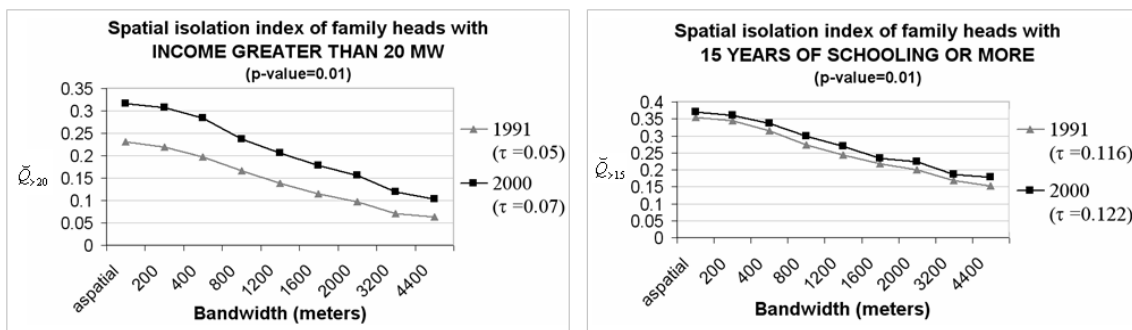 Spatial isolation index of family heads with
INCOME GREATER THAN 20 MW
(p-value=0.01)
0.35
0.3
0.25
0.2
0.15
0.1
0.05
0
Q̆>20
aspatial
200
400
800
1200
1600
2000
3200
4400
Bandwidth (meters)
1991
(τ =0.05)
2000
(τ =0.07)
Spatial isolation index of family heads with
15 YEARS OF SCHOOLING OR MORE
(p-value=0.01)
0.4
0.35
0.3
0.25
0.2
0.15
0.1
0.05
0
Q̆>15
aspatial
200
400
800
1200
1600
2000
3200
4400
Bandwidth (meters)
1991
(τ =0.116)
2000
(τ =0.122)